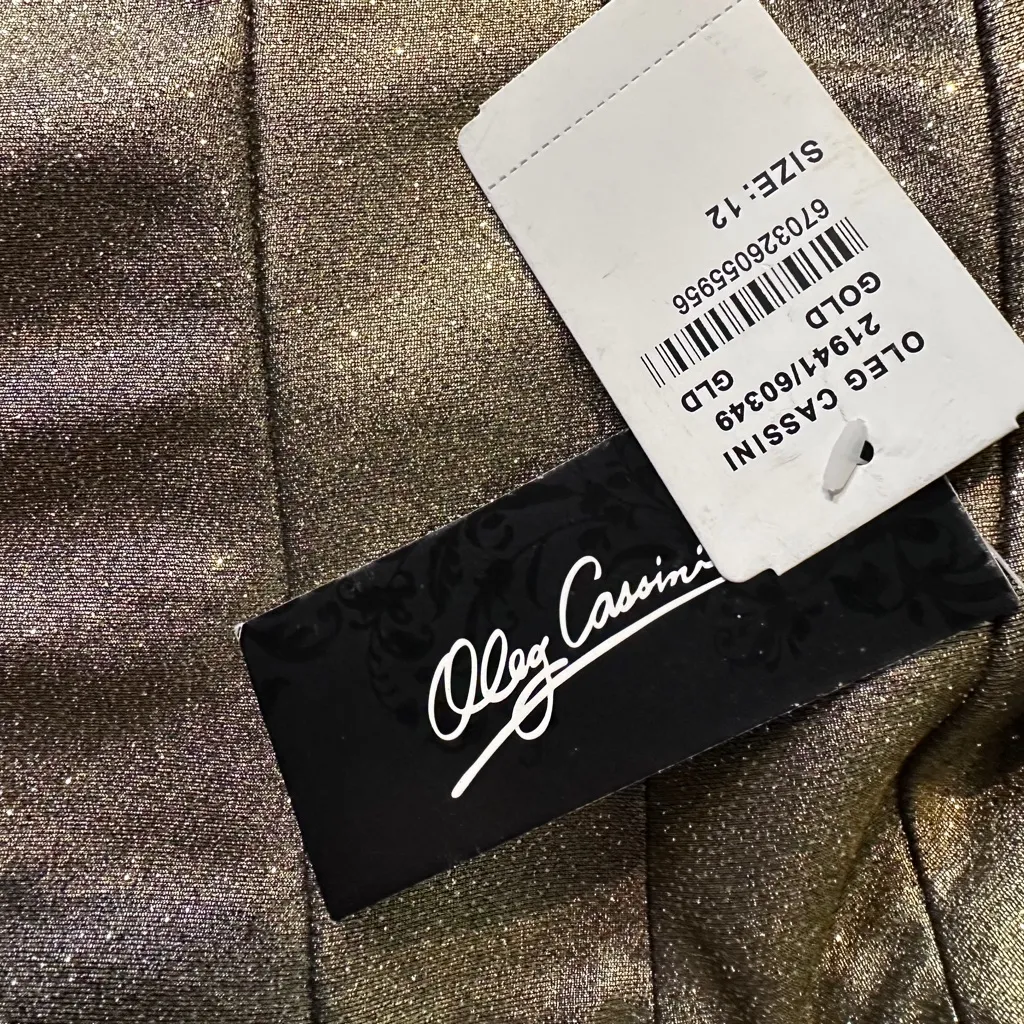 OLEG CASSINI
21941/60349
GOLD GLD
670326055956
SIZE: 12
Oleg Cassini